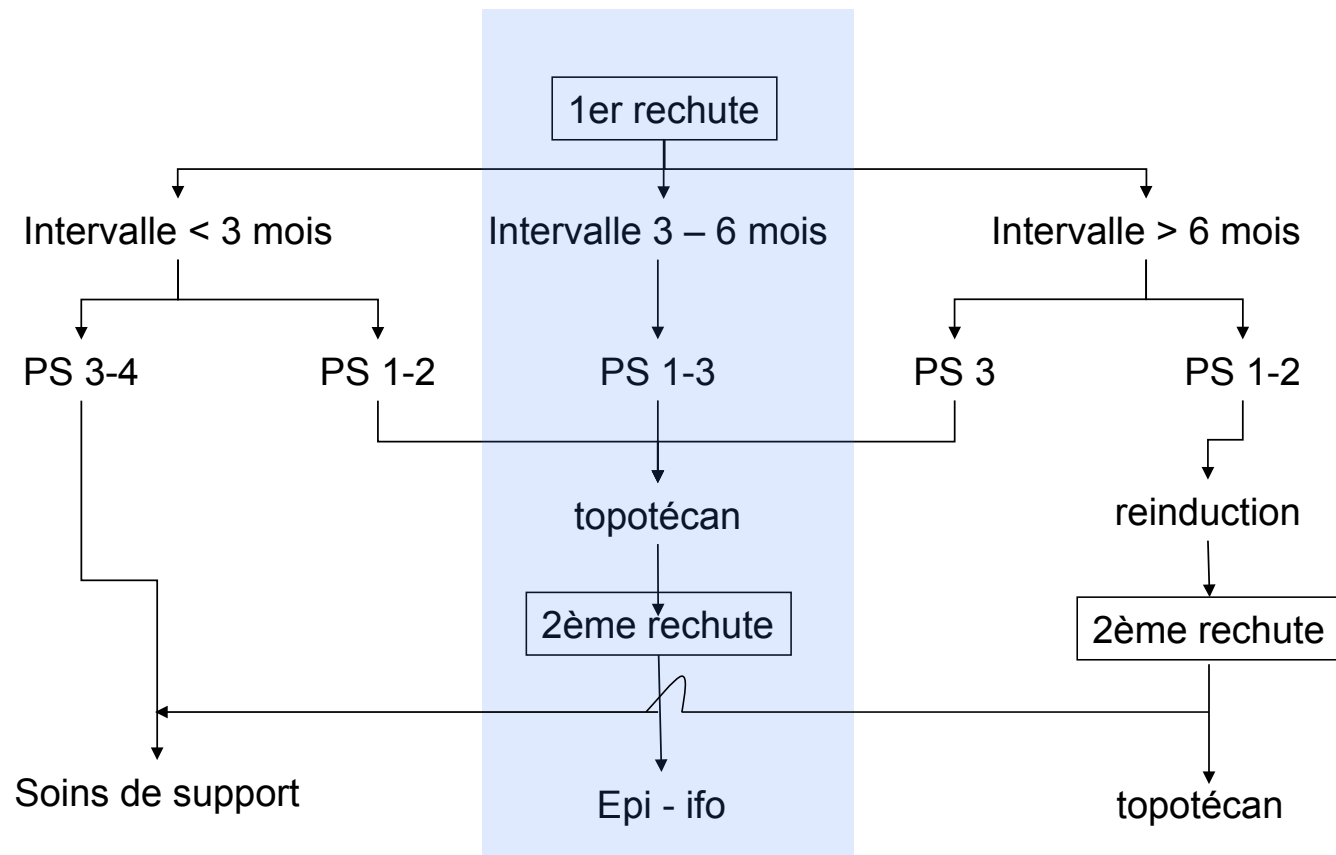 1er rechute
Intervalle < 3 mois
Intervalle 3 – 6 mois
Intervalle > 6 mois
PS 3-4
PS 1-2
PS 1-3
PS 3
PS 1-2
topotécan
reinduction
2ème rechute
2ème rechute
Soins de support
Epi - ifo
topotécan